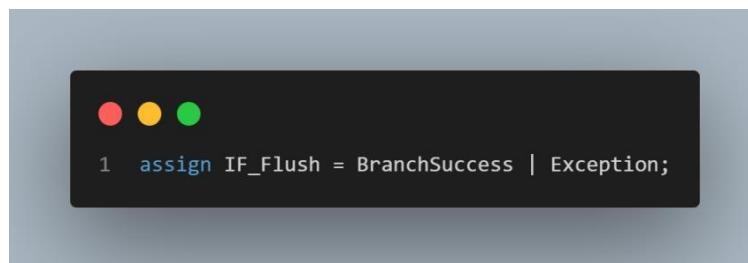 1 assign IF_Flush = BranchSuccess | Exception;